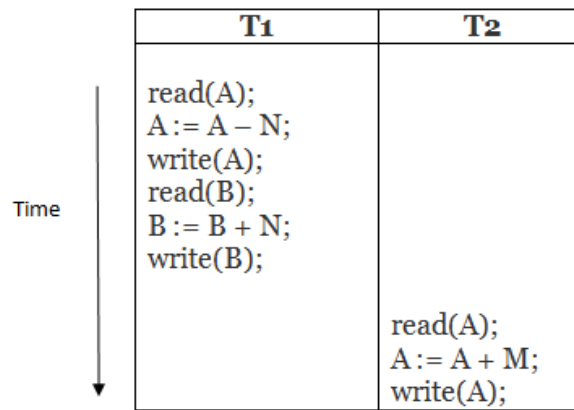 T1 T2
read(A);
A := A – N;
write(A);
read(B);
Time
B := B + N;
write(B);
read(A);
A := A + M;
write(A);